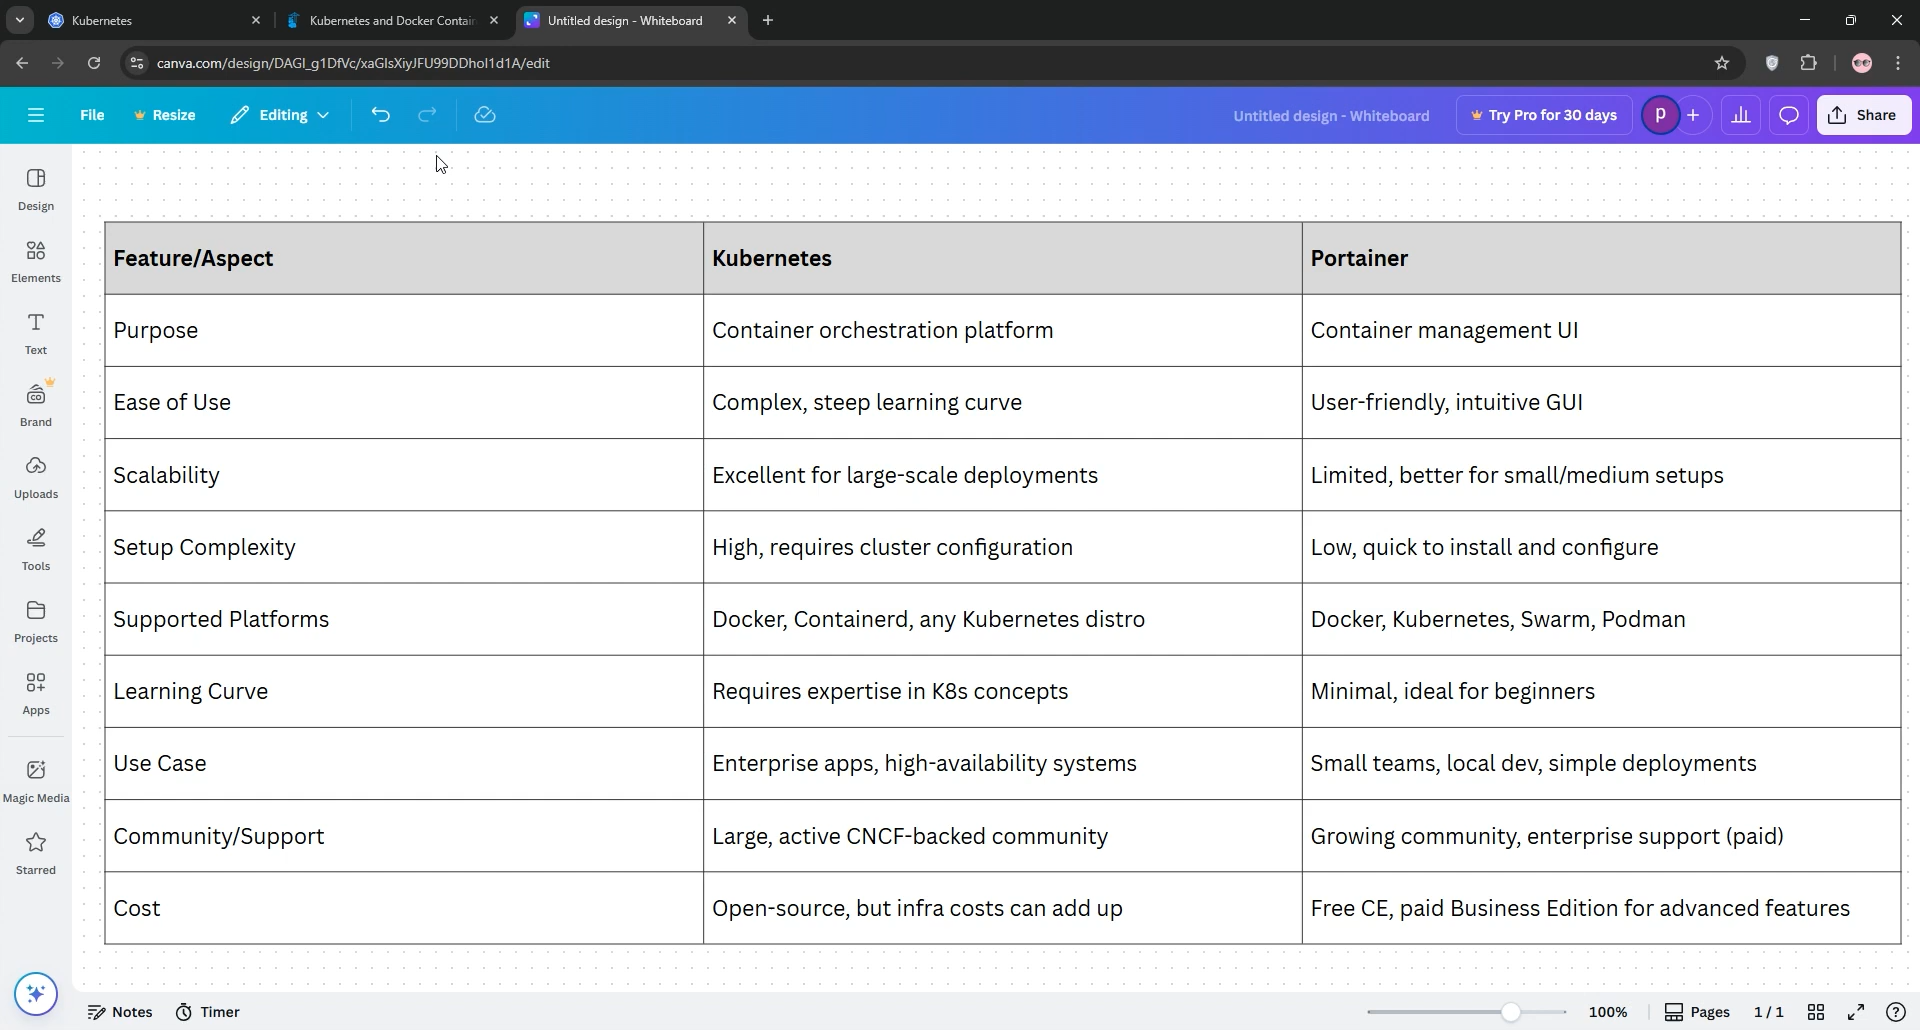 Kubernetes
Kubernetes and Docker Contain
Untitled design - Whiteboard
canva.com/design/DAGI_g1DfVc/xaGlsXiyJFU99DDhol1d1A/edit
File
Resize
Editing
Untitled design - Whiteboard
Try Pro for 30 days
P
Share
Design
Elements
Text
Brand
Uploads
Tools
Projects
Apps
Magic Media
Starred
Feature/Aspect Kubernetes Portainer
Purpose Container orchestration platform Container management UI
Ease of Use Complex, steep learning curve User-friendly, intuitive GUI
Scalability Excellent for large-scale deployments Limited, better for small/medium setups
Setup Complexity High, requires cluster configuration Low, quick to install and configure
Supported Platforms Docker, Containerd, any Kubernetes distro Docker, Kubernetes, Swarm, Podman
Learning Curve Requires expertise in K8s concepts Minimal, ideal for beginners
Use Case Enterprise apps, high-availability systems Small teams, local dev, simple deployments
Community/Support Large, active CNCF-backed community Growing community, enterprise support (paid)
Cost Open-source, but infra costs can add up Free CE, paid Business Edition for advanced features
Notes
Timer
100%
Pages
1 / 1